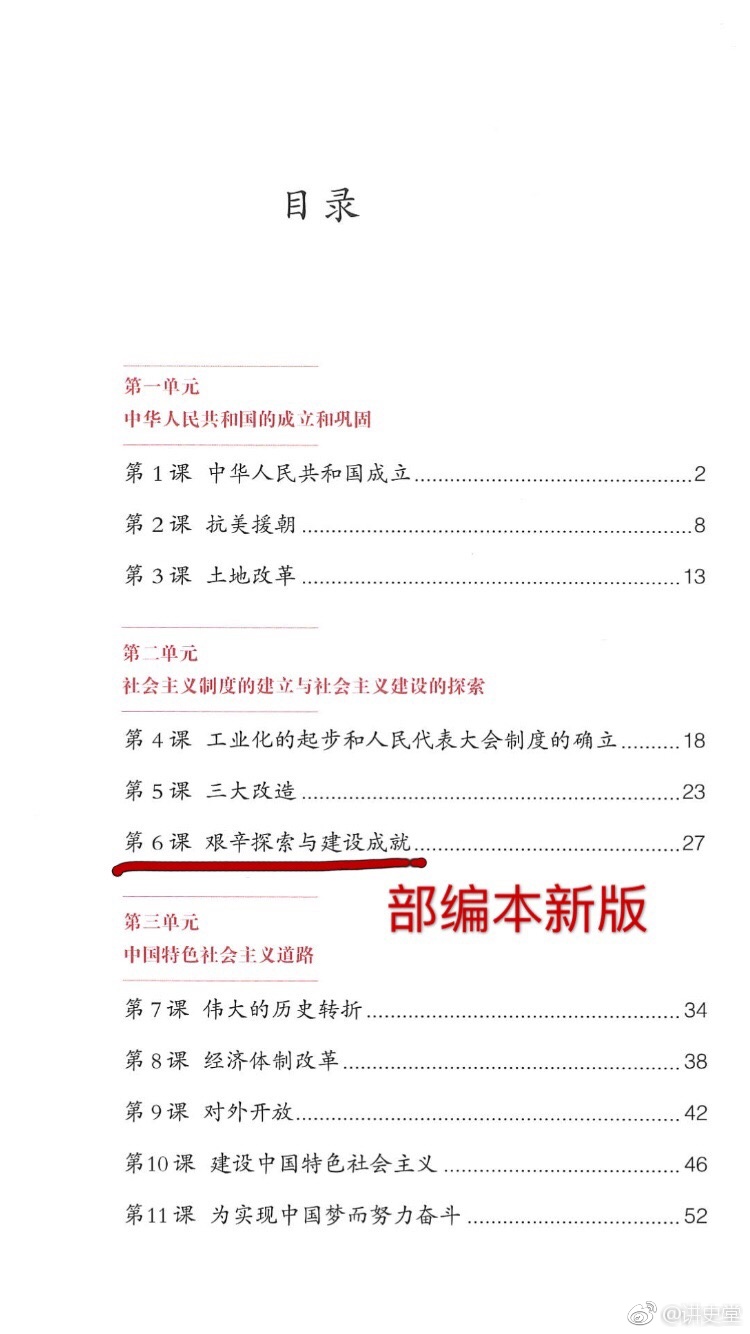 目录
第一单元
中华人民共和国的成立和巩固
第1课 中华人民共和国成立........................2
第2课 抗美援朝........................8
第3课 土地改革........................13
第二单元
社会主义制度的建立与社会主义建设的探索
第4课 工业化的起步和人民代表大会制度的确立..........18
第5课 三大改造........................23
第6课 艰辛探索与建设成就........................27
部编本新版
第三单元
中国特色社会主义道路
第7课 伟大的历史转折........................34
第8课 经济体制改革........................38
第9课 对外开放........................42
第10课 建设中国特色社会主义........................46
第11课 为实现中国梦而努力奋斗........................52
@讲史堂